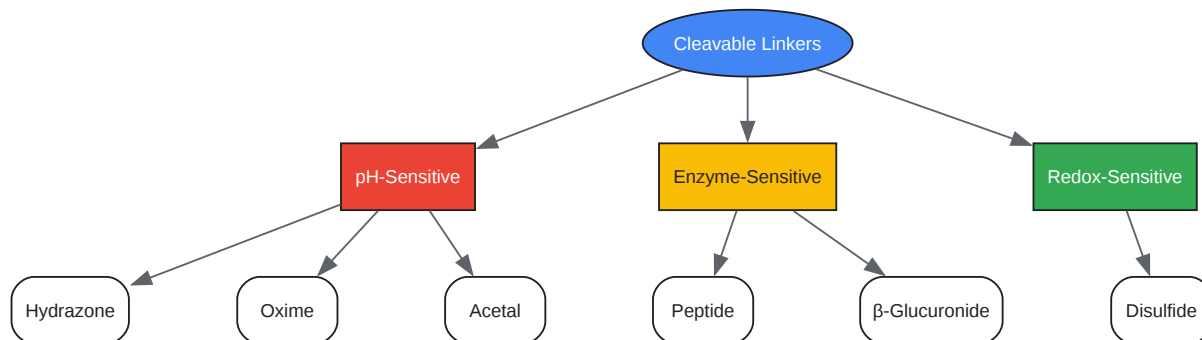 Cleavable Linkers
pH-Sensitive
Enzyme-Sensitive
Redox-Sensitive
Hydrazone
Oxime
Acetal
Peptide
β-Glucuronide
Disulfide